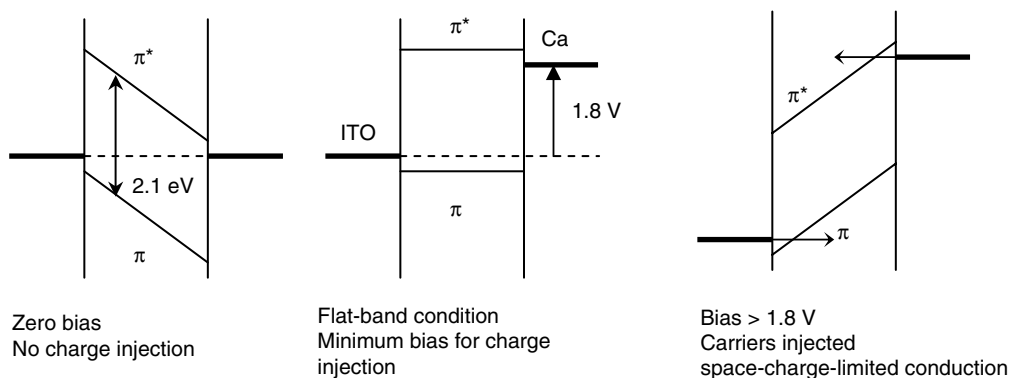 π*
2.1 eV
π
Zero bias
No charge injection
π*
Ca
1.8 V
ITO
π
Flat-band condition
Minimum bias for charge
injection
π*
π
Bias > 1.8 V
Carriers injected
space-charge-limited conduction